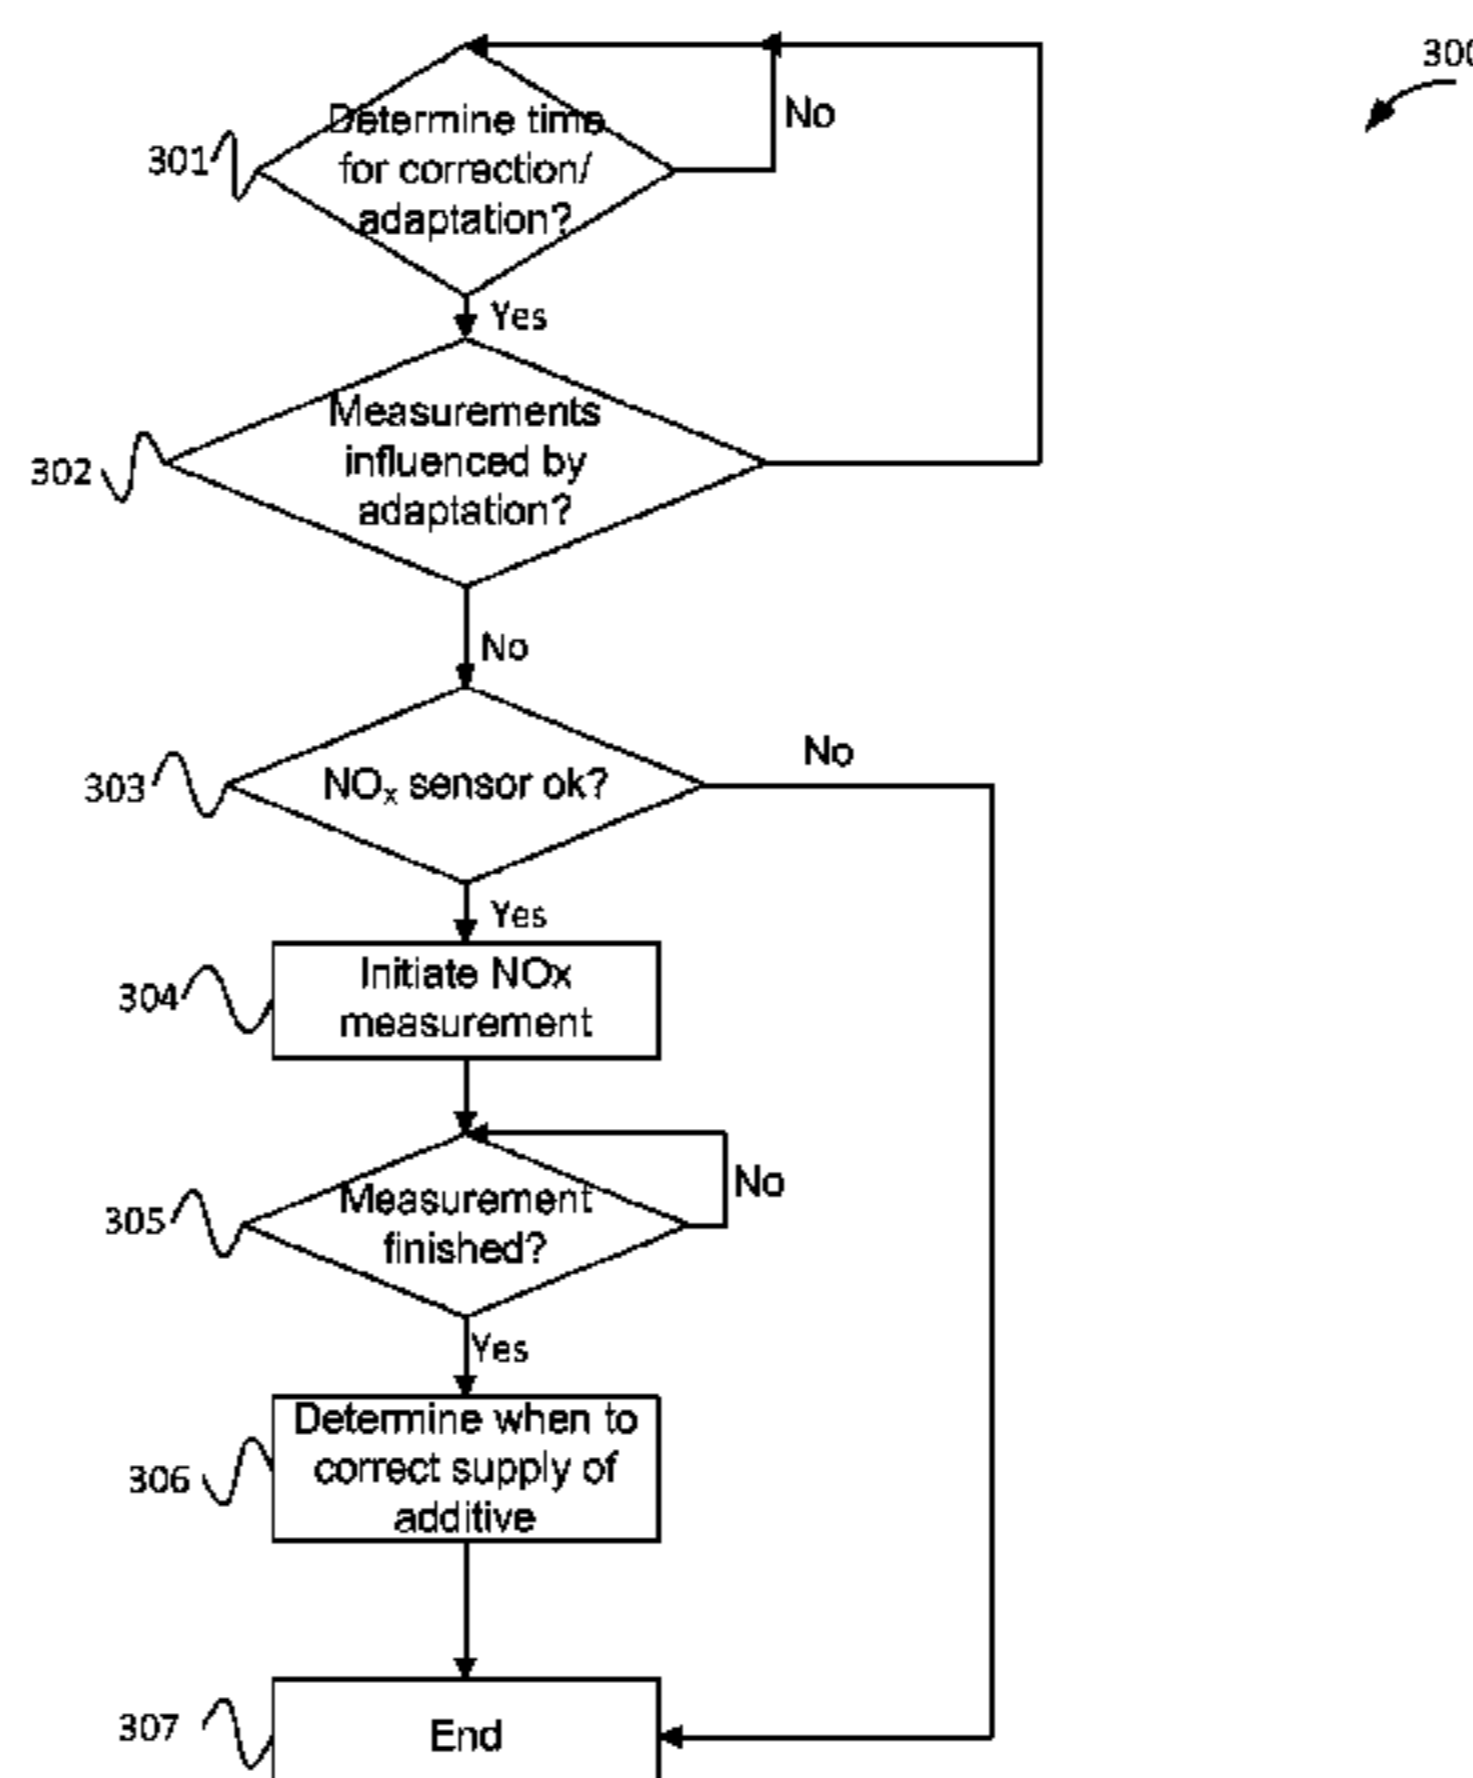 300
301
Determine time
for correction/
adaptation?
No
Yes
302
Measurements
influenced by
adaptation?
No
303
NOₓ sensor ok?
No
Yes
304
Initiate NOx
measurement
305
Measurement
finished?
No
Yes
306
Determine when to
correct supply of
additive
307
End